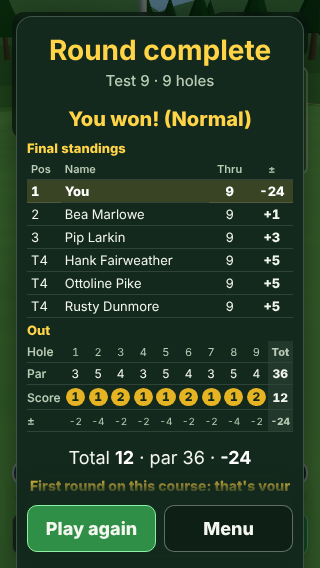 Round complete
Test 9 · 9 holes
You won! (Normal)
Final standings
Pos Name Thru ±
1 You 9 -24
2 Bea Marlowe 9 +1
3 Pip Larkin 9 +3
T4 Hank Fairweather 9 +5
T4 Ottoline Pike 9 +5
T4 Rusty Dunmore 9 +5
Out
Hole 1 2 3 4 5 6 7 8 9 Tot
Par 3 5 4 5 3 4 5 3 4 36
Score 1 1 2 1 1 2 1 1 2 12
± -2 -4 -2 -4 -2 -2 -4 -2 -2 -24
Total 12 · par 36 · -24
First round on this course: that's your
Play again Menu